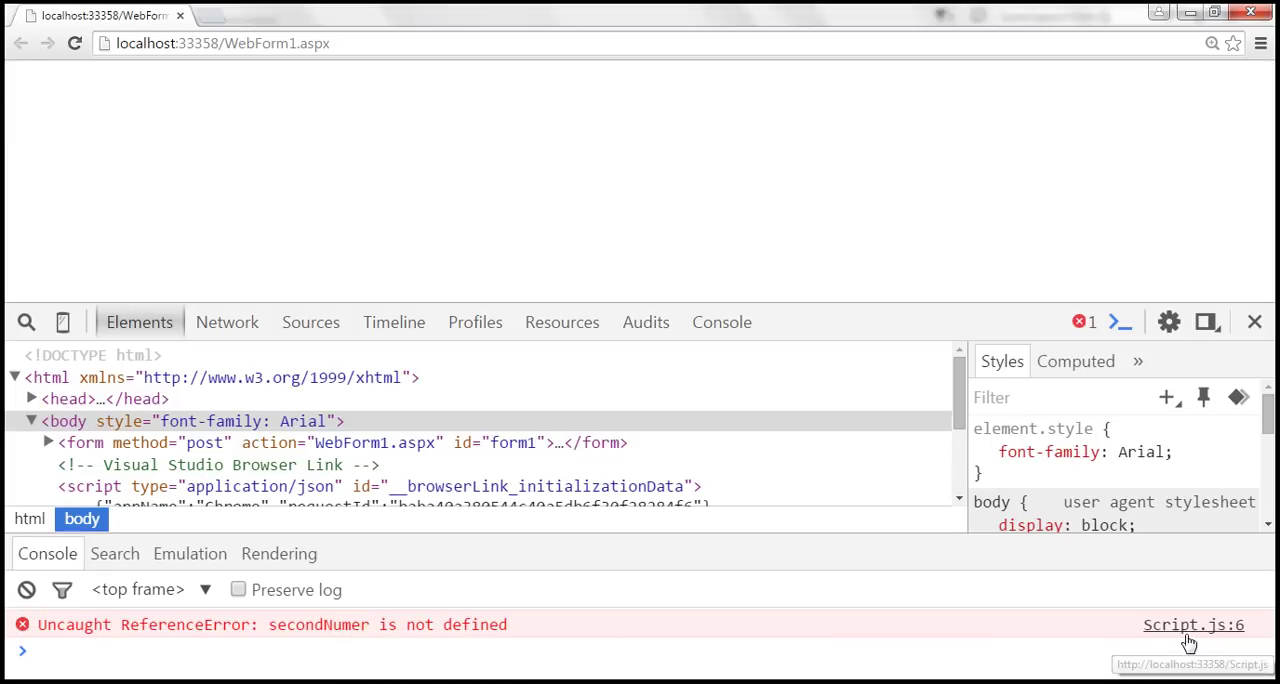 localhost:33358/WebForm
localhost:33358/WebForm1.aspx
Elements Network Sources Timeline Profiles Resources Audits Console 1
<!DOCTYPE html>
<html xmlns="http://www.w3.org/1999/xhtml">
<head>…</head>
<body style="font-family: Arial">
<form method="post" action="WebForm1.aspx" id="form1">…</form>
<!-- Visual Studio Browser Link -->
<script type="application/json" id="__browserLink_initializationData">
html body
Styles Computed »
Filter
element.style {
font-family: Arial;
}
body { user agent stylesheet
display: block;
Console Search Emulation Rendering
<top frame> ▼ Preserve log
Uncaught ReferenceError: secondNumer is not defined Script.js:6
>
http://localhost:33358/Script.js